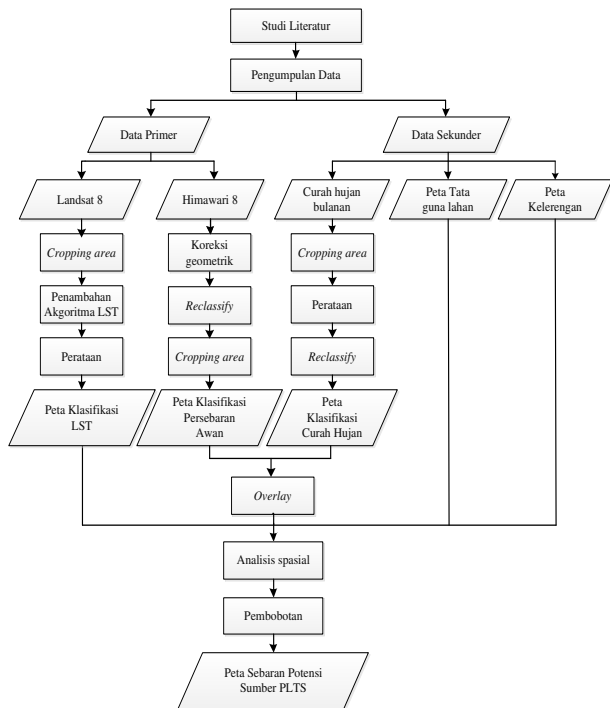 Studi Literatur
Pengumpulan Data
Data Primer
Data Sekunder
Landsat 8
Himawari 8
Curah hujan
bulanan
Peta Tata
guna lahan
Peta
Kelerengan
Cropping area
Koreksi
geometrik
Cropping area
Penambahan
Akgoritma LST
Reclassify
Perataan
Perataan
Cropping area
Reclassify
Peta Klasifikasi
LST
Peta Klasifikasi
Persebaran
Awan
Peta
Klasifikasi
Curah Hujan
Overlay
Analisis spasial
Pembobotan
Peta Sebaran Potensi
Sumber PLTS